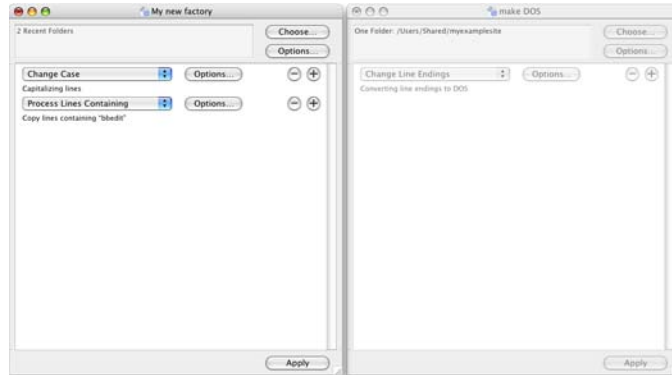 My new factory
2 Recent Folders
Choose...
Options...
Change Case
Options...
Capitalizing lines
Process Lines Containing
Options...
Copy lines containing "bbedit"
Apply
make DOS
One Folder: /Users/Shared/myexamplesite
Choose...
Options...
Change Line Endings
Options...
Converting line endings to DOS
Apply